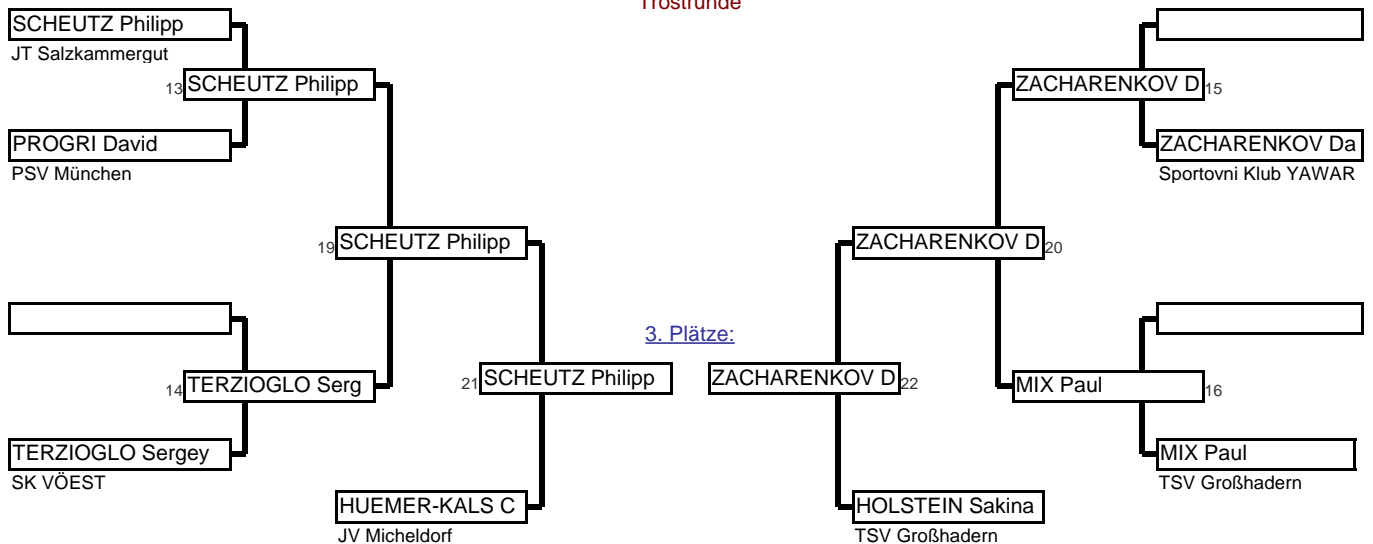 Trostrunde
SCHEUTZ Philipp
JT Salzkammergut
13 SCHEUTZ Philipp
ZACHARENKOV D 15
PROGRI David
PSV München
ZACHARENKOV Da
Sportovni Klub YAWAR
19 SCHEUTZ Philipp
ZACHARENKOV D 20
3. Plätze:
14 TERZIOGLO Serg
21 SCHEUTZ Philipp
ZACHARENKOV D 22
MIX Paul 16
TERZIOGLO Sergey
SK VÖEST
MIX Paul
TSV Großhadern
HUEMER-KALS C
JV Micheldorf
HOLSTEIN Sakina
TSV Großhadern